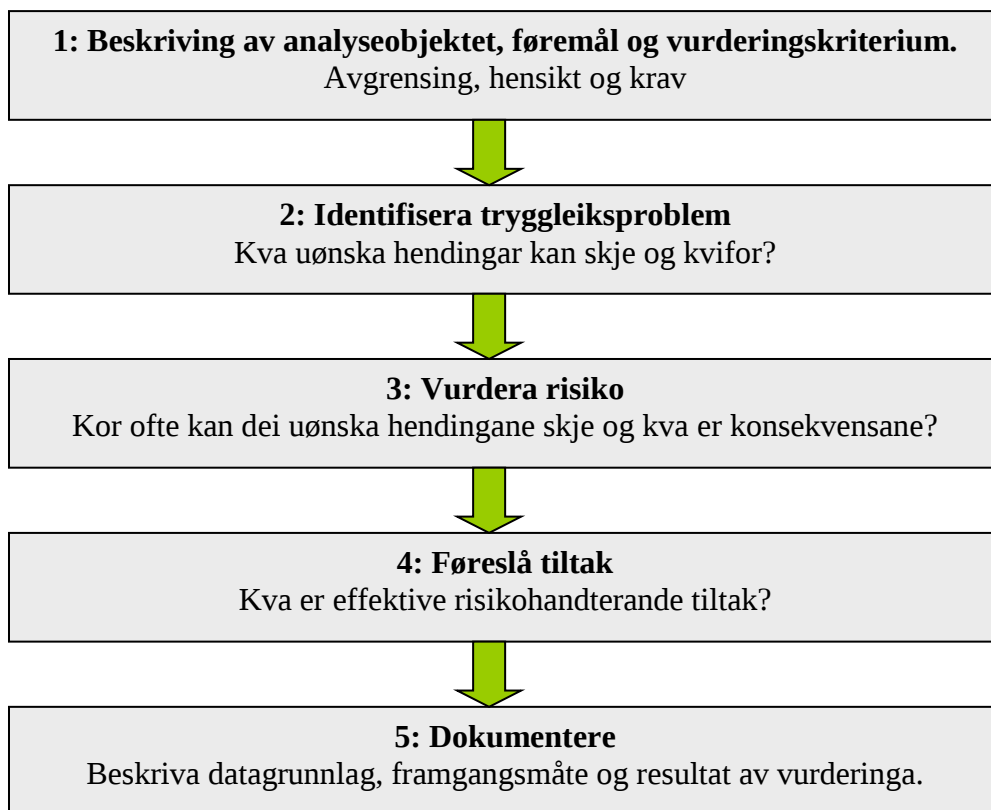 1: Beskriving av analyseobjektet, føremål og vurderingskriterium.
Avgrensing, hensikt og krav
2: Identifisera tryggleiksproblem
Kva uønska hendingar kan skje og kvifor?
3: Vurdera risiko
Kor ofte kan dei uønska hendingane skje og kva er konsekvensane?
4: Føreslå tiltak
Kva er effektive risikohandterande tiltak?
5: Dokumentere
Beskriva datagrunnlag, framgangsmåte og resultat av vurderinga.